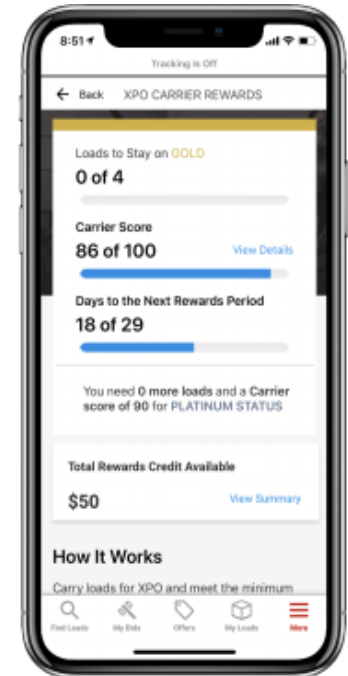 8:51
Tracking Is Off
← Back XPO CARRIER REWARDS
Loads to Stay on GOLD
0 of 4
Carrier Score
86 of 100 View Details
Days to the Next Rewards Period
18 of 29
You need 0 more loads and a Carrier
score of 90 for PLATINUM STATUS
Total Rewards Credit Available
$50 View Summary
How It Works
Carry loads for XPO and meet the minimum
Find Loads My Bids Offers My Loads More